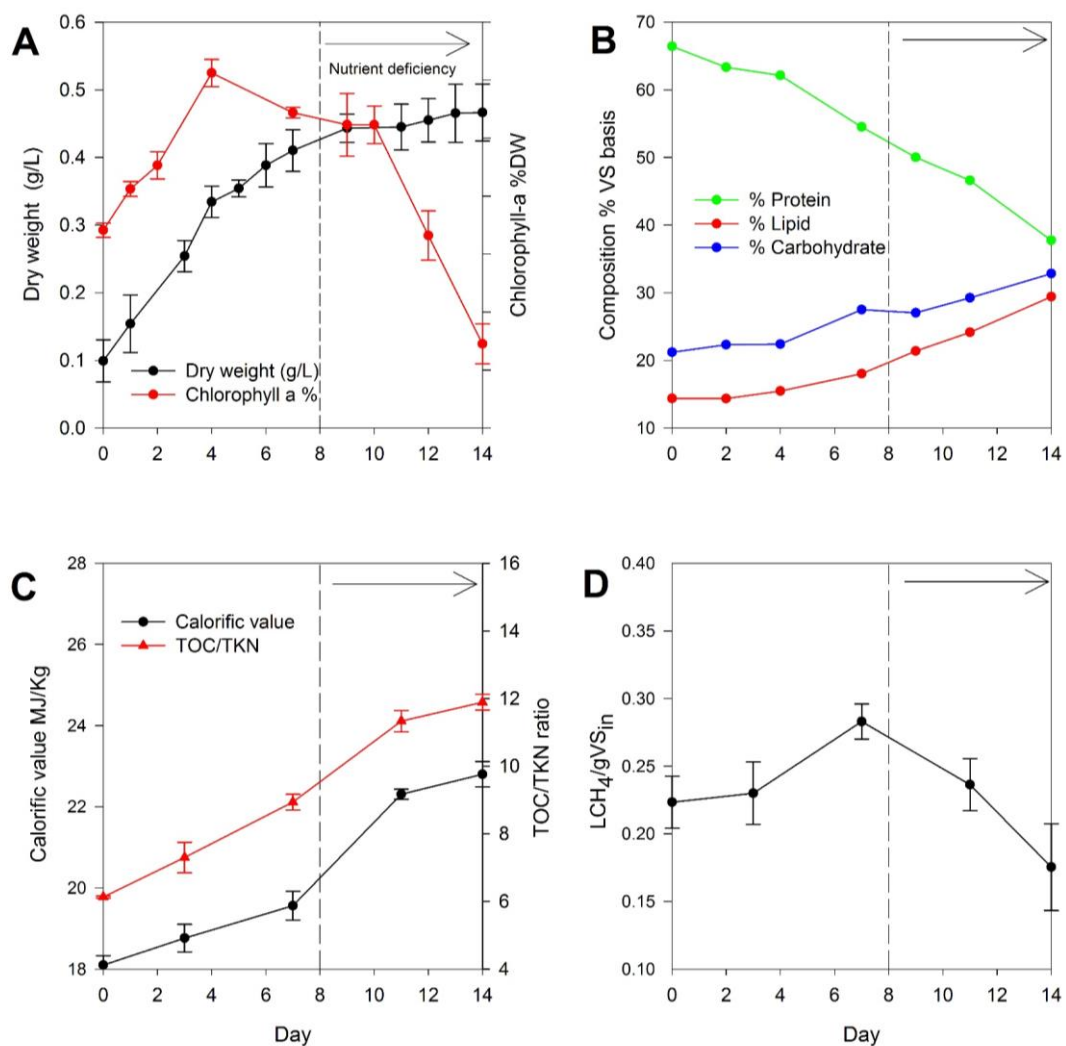 A
0.6
0.5
0.4
0.3
0.2
0.1
0.0
Dry weight (g/L)
Nutrient deficiency
Dry weight (g/L)
Chlorophyll a %
Chlorophyll-a %DW
0 2 4 6 8 10 12 14
B
70
60
50
40
30
20
10
Composition % VS basis
% Protein
% Lipid
% Carbohydrate
0 2 4 6 8 10 12 14
C
28
26
24
22
20
18
Calorific value MJ/Kg
Calorific value
TOC/TKN
16
14
12
10
8
6
4
TOC/TKN ratio
0 2 4 6 8 10 12 14
Day
D
0.40
0.35
0.30
0.25
0.20
0.15
0.10
LCH4/gVSin
0 2 4 6 8 10 12 14
Day